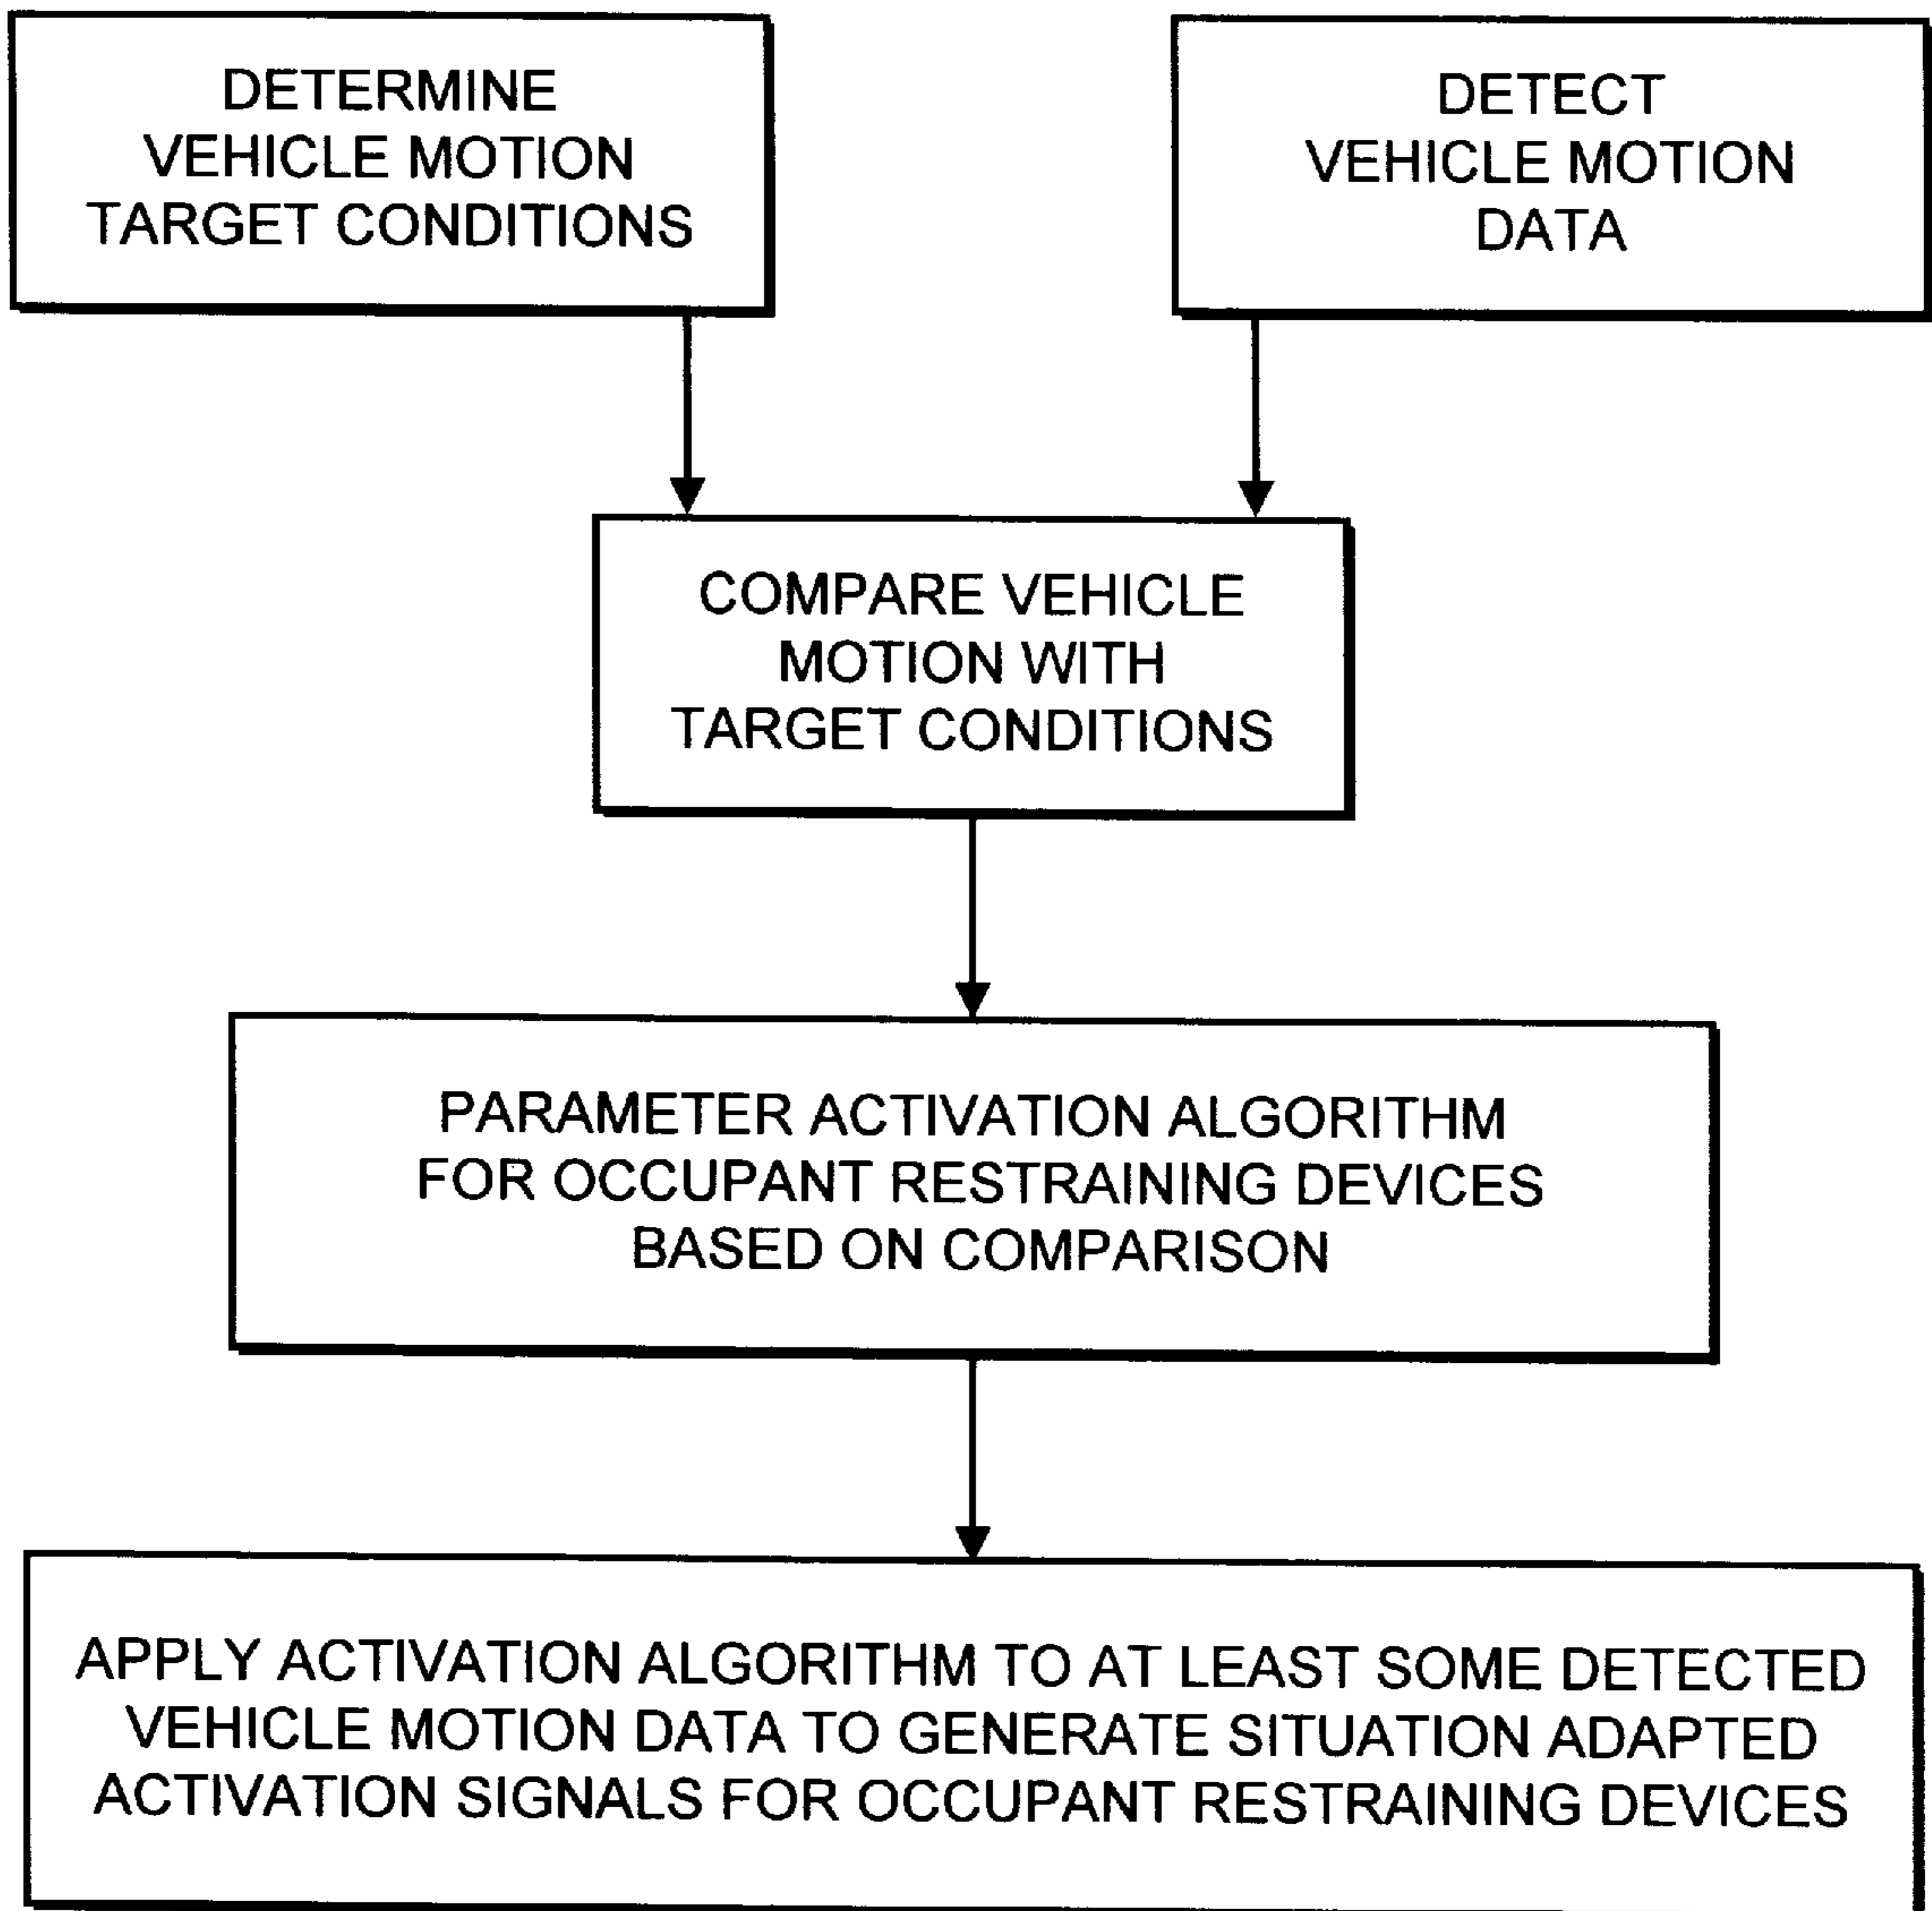 DETERMINE
VEHICLE MOTION
TARGET CONDITIONS
DETECT
VEHICLE MOTION
DATA
COMPARE VEHICLE
MOTION WITH
TARGET CONDITIONS
PARAMETER ACTIVATION ALGORITHM
FOR OCCUPANT RESTRAINING DEVICES
BASED ON COMPARISON
APPLY ACTIVATION ALGORITHM TO AT LEAST SOME DETECTED
VEHICLE MOTION DATA TO GENERATE SITUATION ADAPTED
ACTIVATION SIGNALS FOR OCCUPANT RESTRAINING DEVICES